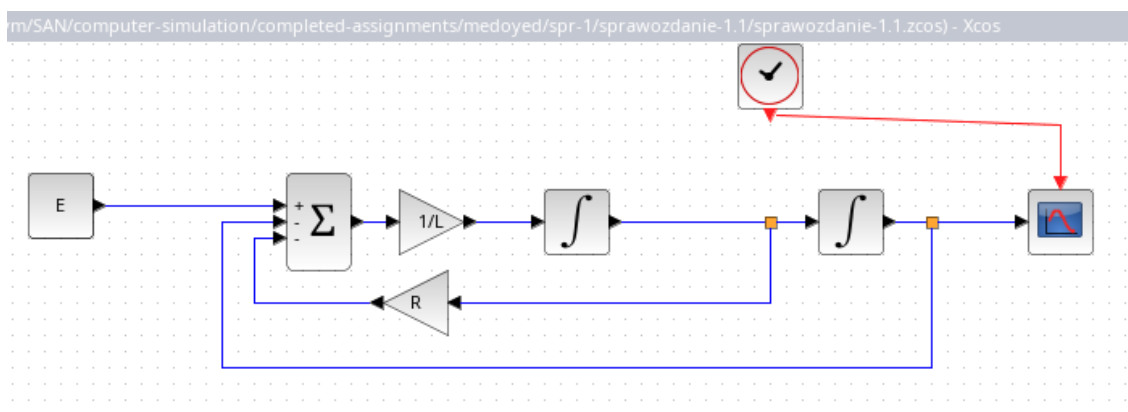 /m/SAN/computer-simulation/completed-assignments/medoyed/spr-1/sprawozdanie-1.1/sprawozdanie-1.1.zcos) - Xcos
E
+
-
-
Σ
1/L
∫
∫
R